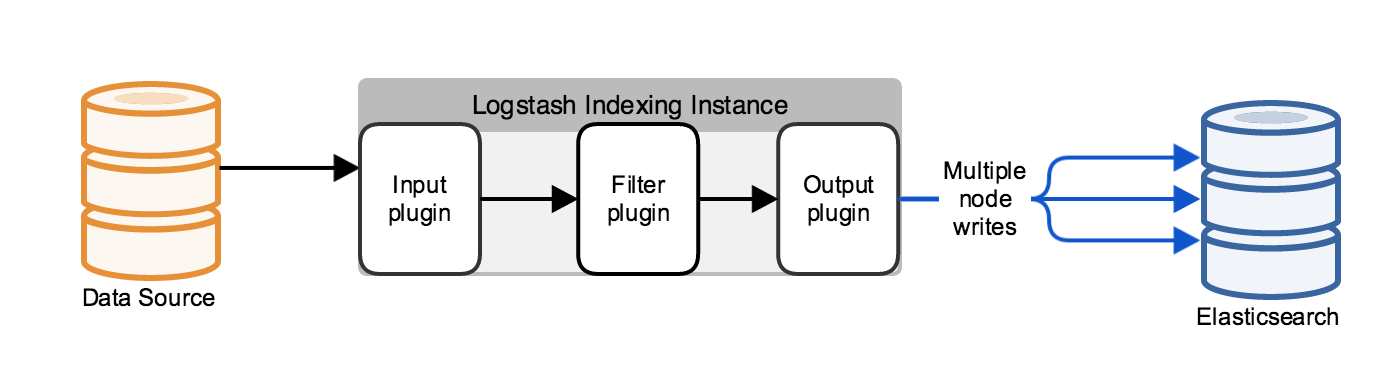 Logstash Indexing Instance
Input
plugin
Filter
plugin
Output
plugin
Multiple
node
writes
Data Source
Elasticsearch